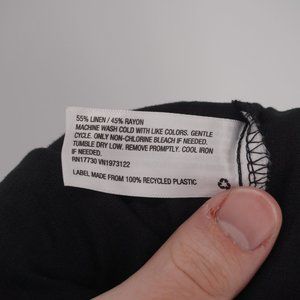 55% LINEN / 45% RAYON
MACHINE WASH COLD WITH LIKE COLORS. GENTLE
CYCLE. ONLY NON-CHLORINE BLEACH IF NEEDED.
TUMBLE DRY LOW. REMOVE PROMPTLY. COOL IRON
IF NEEDED.
RN17730 VN1973122
LABEL MADE FROM 100% RECYCLED PLASTIC